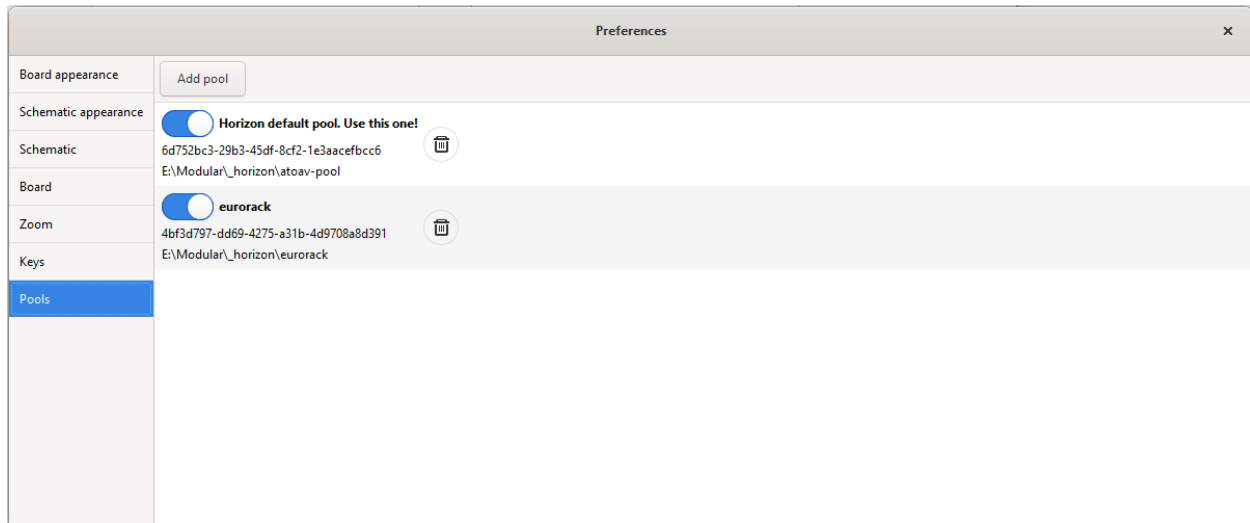 Preferences
Board appearance
Schematic appearance
Schematic
Board
Zoom
Keys
Pools
Add pool
Horizon default pool. Use this one!
6d752bc3-29b3-45df-8cf2-1e3aacefbcc6
E:\Modular\_horizon\atoav-pool
eurorack
4bf3d797-dd69-4275-a31b-4d9708a8d391
E:\Modular\_horizon\eurorack